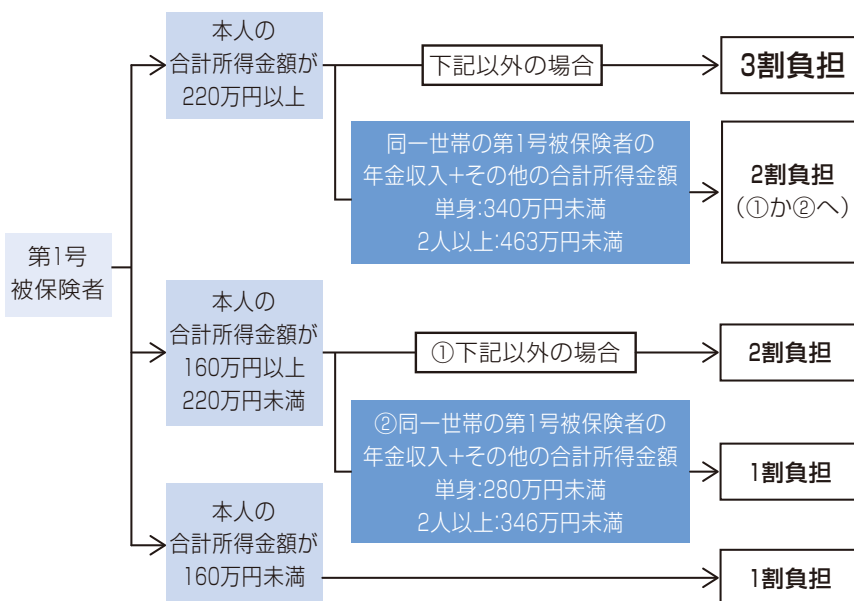 第1号
被保険者
本人の
合計所得金額が
220万円以上
下記以外の場合
3割負担
同一世帯の第1号被保険者の
年金収入+その他の合計所得金額
単身:340万円未満
2人以上:463万円未満
2割負担
(①か②へ)
本人の
合計所得金額が
160万円以上
220万円未満
①下記以外の場合
2割負担
②同一世帯の第1号被保険者の
年金収入+その他の合計所得金額
単身:280万円未満
2人以上:346万円未満
1割負担
本人の
合計所得金額が
160万円未満
1割負担